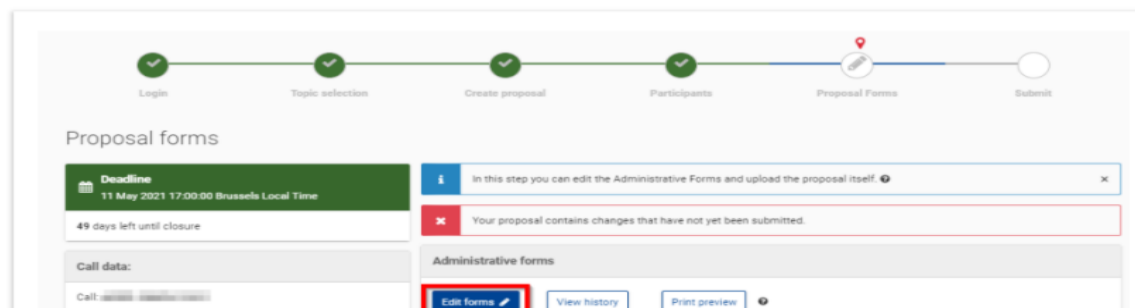 Login
Topic selection
Create proposal
Participants
Proposal Forms
Submit
Proposal forms
Deadline
11 May 2021 17:00:00 Brussels Local Time
49 days left until closure
Call data:
Call:
In this step you can edit the Administrative Forms and upload the proposal itself.
Your proposal contains changes that have not yet been submitted.
Administrative forms
Edit forms
View history
Print preview